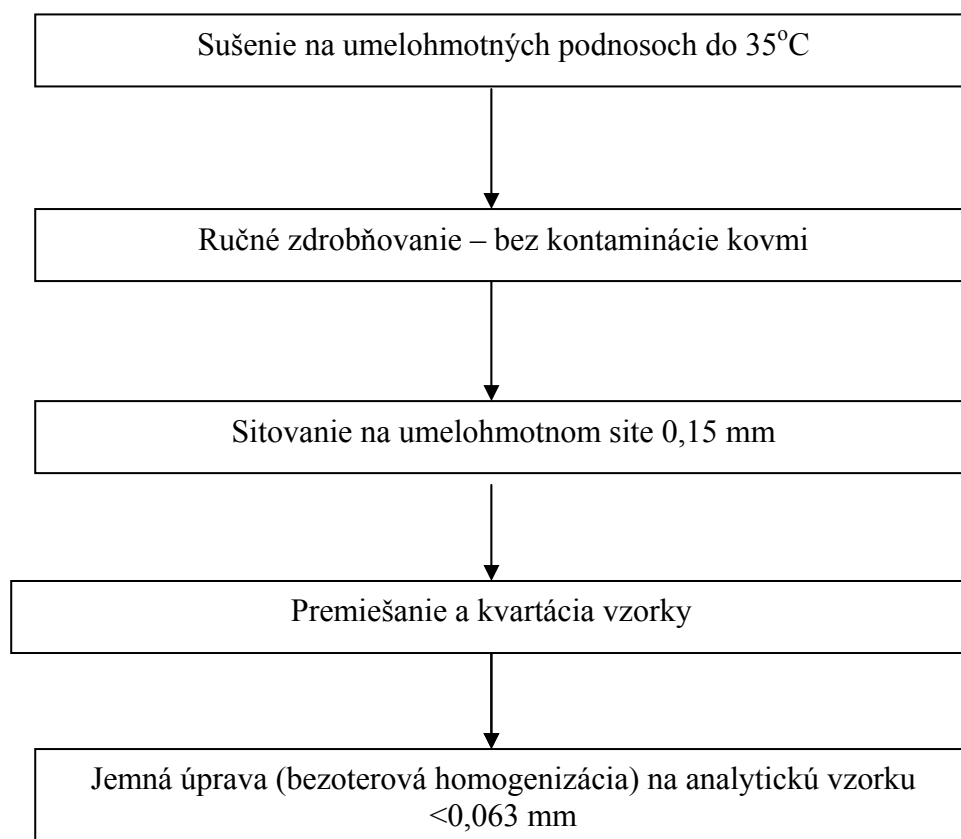 Sušenie na umelohmotných podnosoch do 35°C
Ručné zdrobňovanie – bez kontaminácie kovmi
Sitovanie na umelohmotnom site 0,15 mm
Premiešanie a kvartácia vzorky
Jemná úprava (bezoterová homogenizácia) na analytickú vzorku
<0,063 mm